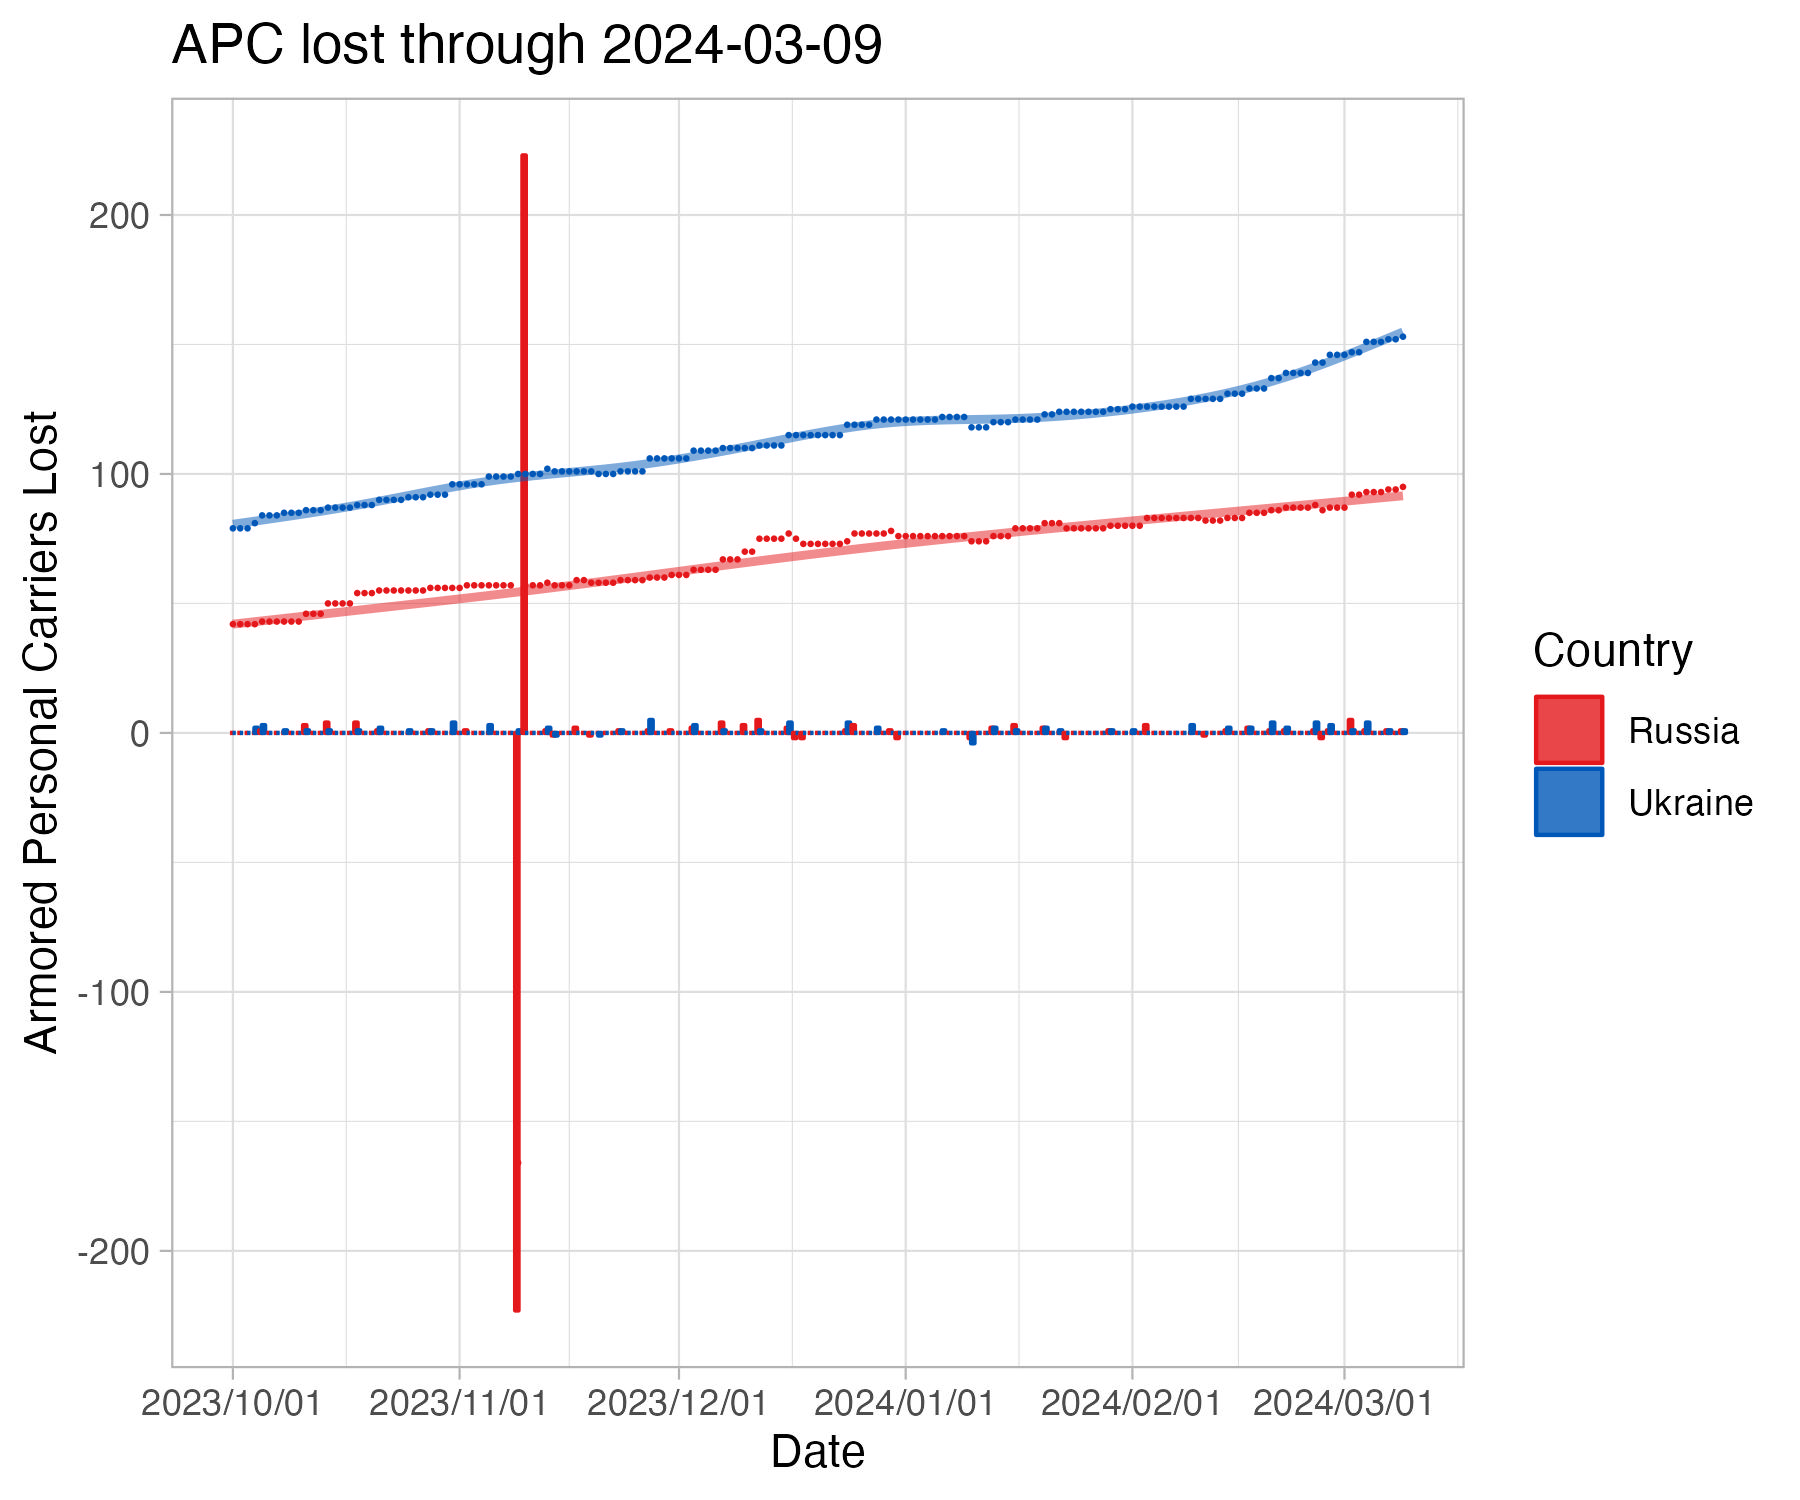 APC lost through 2024-03-09
Armored Personal Carriers Lost
200
100
0
-100
-200
2023/10/01 2023/11/01 2023/12/01 2024/01/01 2024/02/01 2024/03/01
Date
Country
Russia
Ukraine